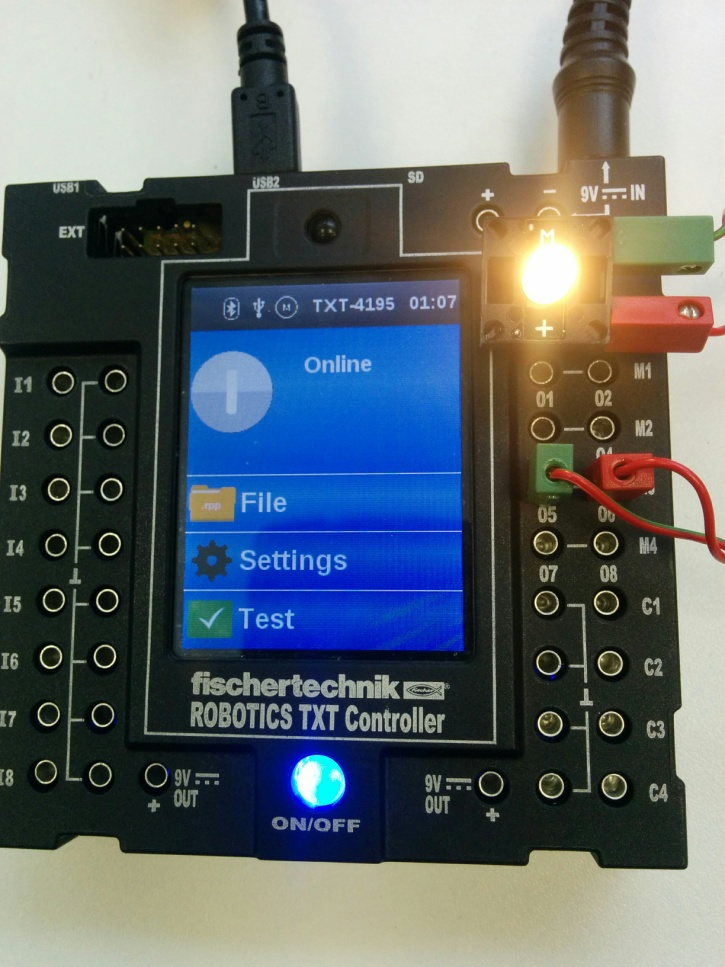 USB1
USB2
SD
EXT
+
−
9V IN
M
+
M
TXT-4195
01:07
Online
.rpp
File
Settings
Test
I1
I2
I3
I4
I5
I6
I7
I8
M1
O1
O2
M2
O5
M4
O7
O8
C1
C2
C3
C4
fischertechnik
fischer
®
ROBOTICS TXT Controller
9V
OUT
+
9V
OUT
+
ON/OFF